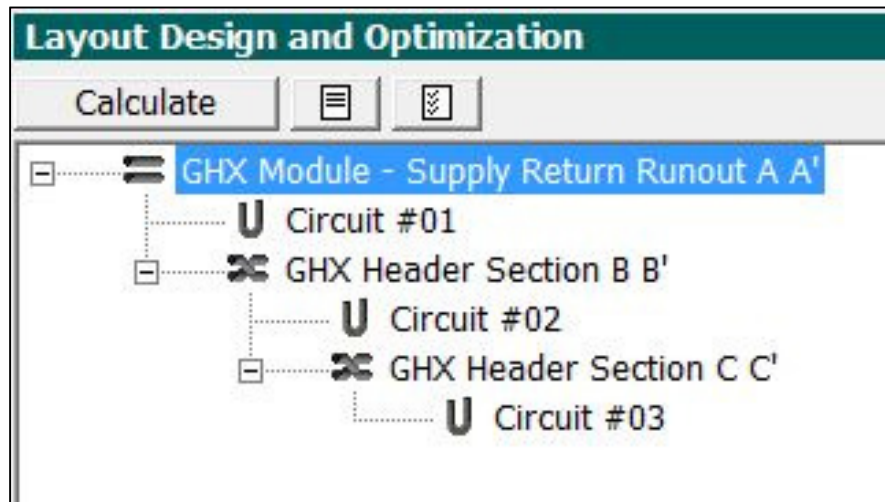 Layout Design and Optimization
Calculate
GHX Module - Supply Return Runout A A'
Circuit #01
GHX Header Section B B'
Circuit #02
GHX Header Section C C'
Circuit #03